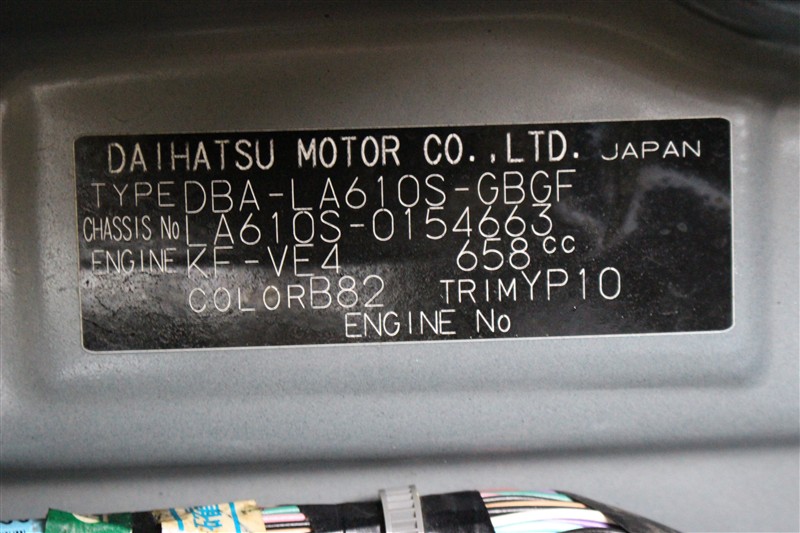 DAIHATSU MOTOR CO.,LTD. JAPAN
TYPE DBA-LA610S-GBGF
CHASSIS No LA610S-0154663
ENGINE KF-VE4 658cc
COLOR B82 TRIM YP10
ENGINE No
確